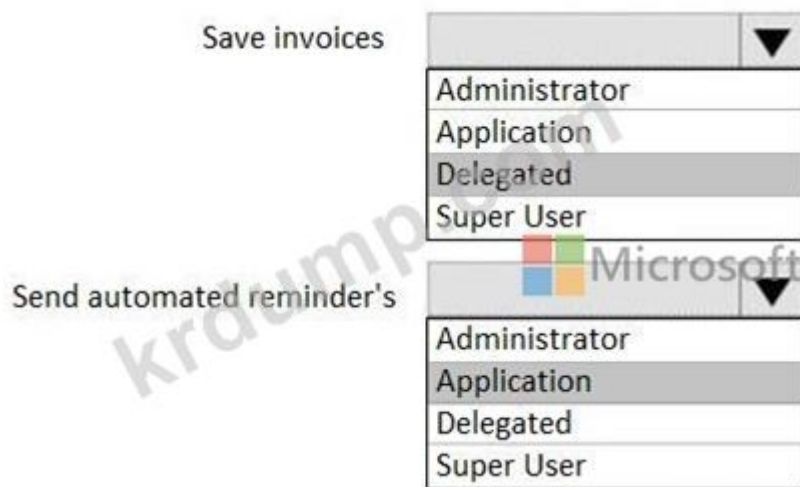 Save invoices
Administrator
Application
Delegated
Super User
Microsoft
Send automated reminder's
Administrator
Application
Delegated
Super User
krdump.com